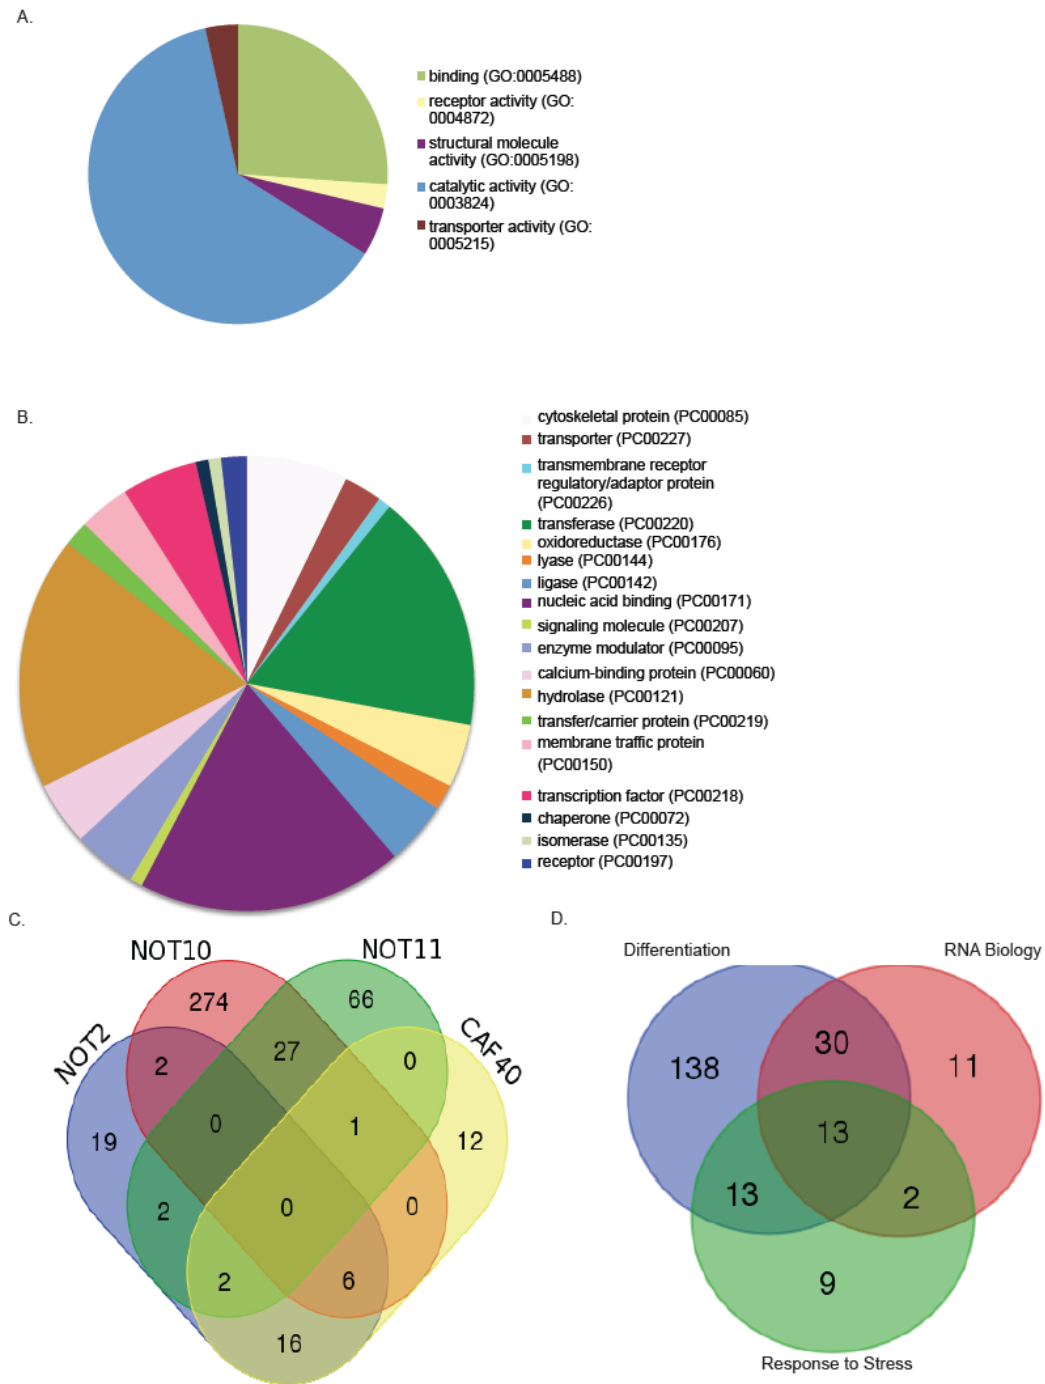 A.
binding (GO:0005488)
receptor activity (GO:
0004872)
structural molecule
activity (GO:0005198)
catalytic activity (GO:
0003824)
transporter activity (GO:
0005215)
B.
cytoskeletal protein (PC00085)
transporter (PC00227)
transmembrane receptor
regulatory/adaptor protein
(PC00226)
transferase (PC00220)
oxidoreductase (PC00176)
lyase (PC00144)
ligase (PC00142)
nucleic acid binding (PC00171)
signaling molecule (PC00207)
enzyme modulator (PC00095)
calcium-binding protein (PC00060)
hydrolase (PC00121)
transfer/carrier protein (PC00219)
membrane traffic protein
(PC00150)
transcription factor (PC00218)
chaperone (PC00072)
isomerase (PC00135)
receptor (PC00197)
C.
NOT10
NOT11
NOT2
CAF40
274
66
2
27
0
19
0
1
12
2
0
0
2
6
16
D.
Differentiation
RNA Biology
138
30
11
13
13
2
9
Response to Stress